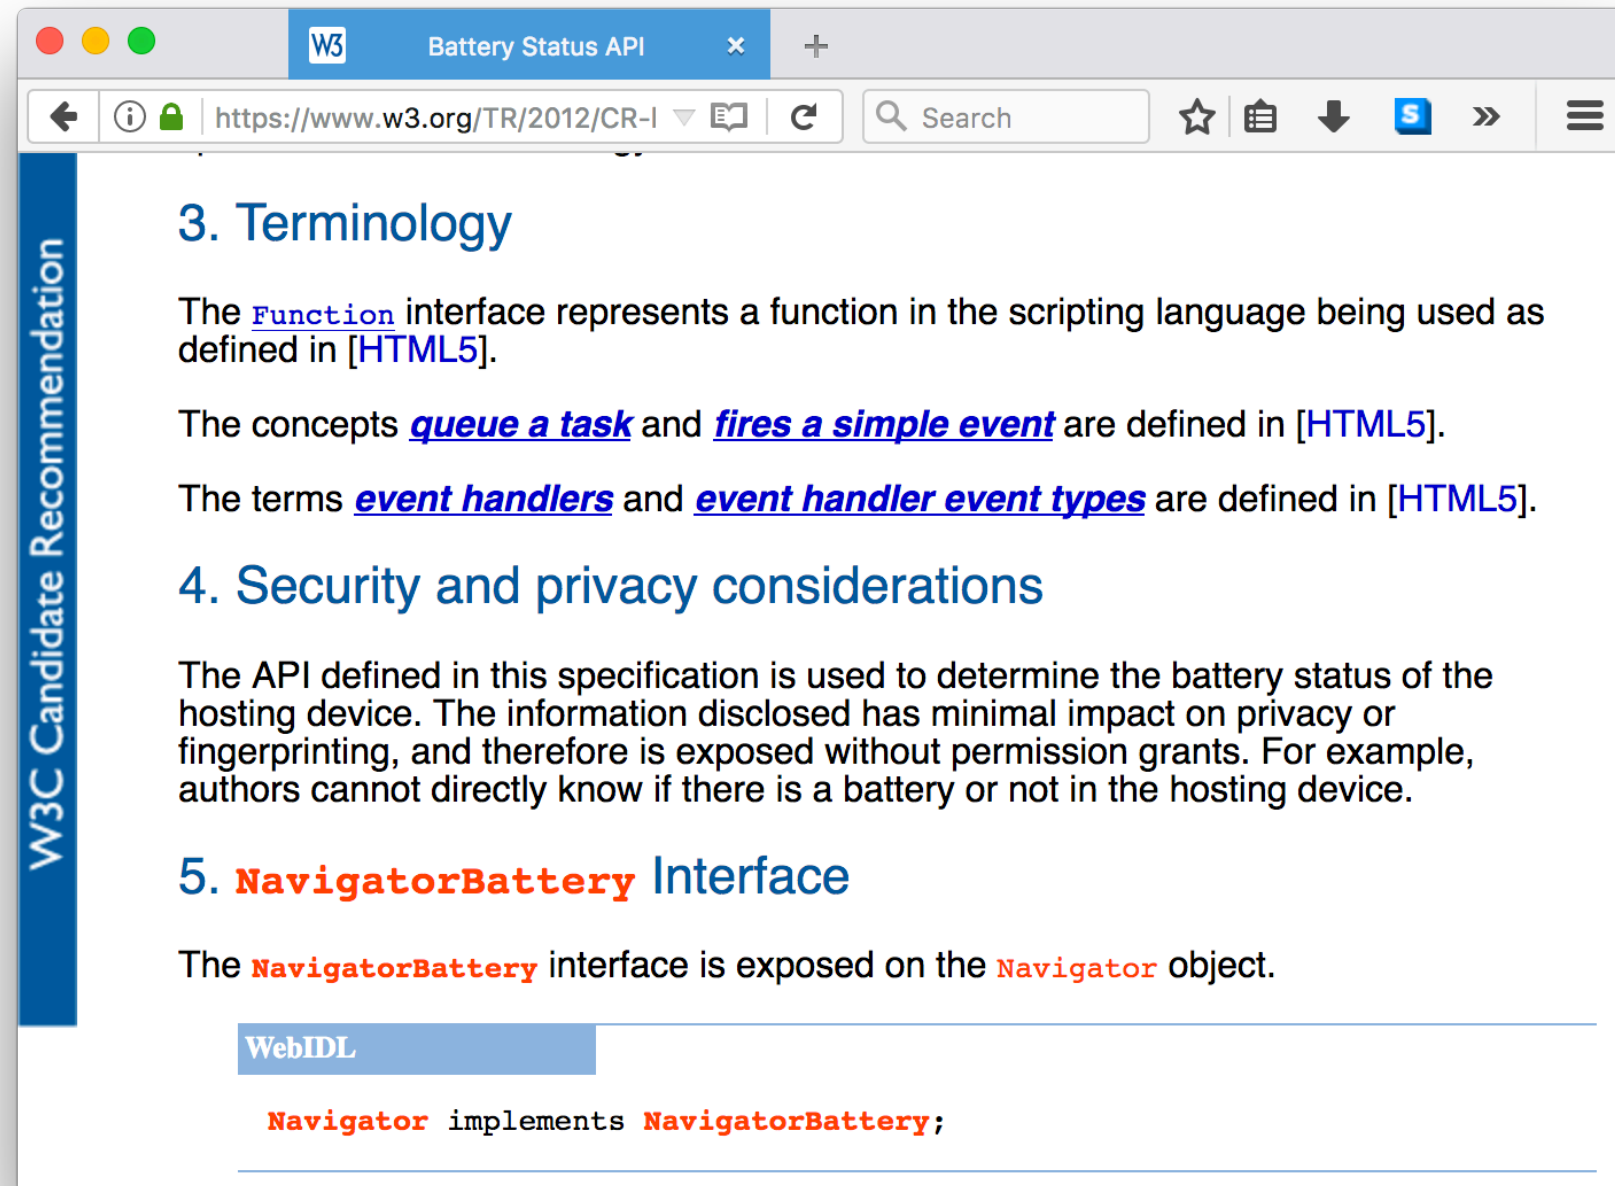 W3 Battery Status API
https://www.w3.org/TR/2012/CR-l
Search
S
W3C Candidate Recommendation
3. Terminology
The Function interface represents a function in the scripting language being used as
defined in [HTML5].
The concepts queue a task and fires a simple event are defined in [HTML5].
The terms event handlers and event handler event types are defined in [HTML5].
4. Security and privacy considerations
The API defined in this specification is used to determine the battery status of the
hosting device. The information disclosed has minimal impact on privacy or
fingerprinting, and therefore is exposed without permission grants. For example,
authors cannot directly know if there is a battery or not in the hosting device.
5. NavigatorBattery Interface
The NavigatorBattery interface is exposed on the Navigator object.
WebIDL
Navigator implements NavigatorBattery;